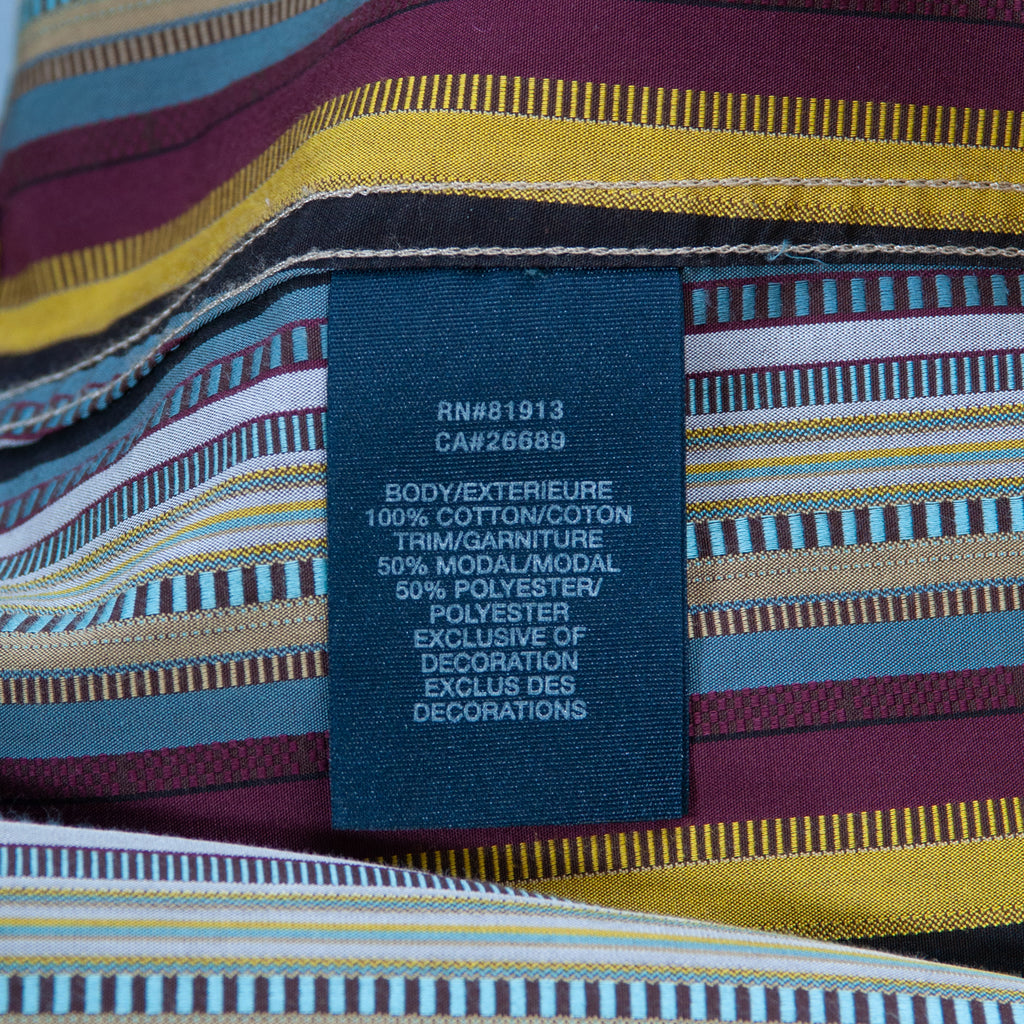 RN#81913
CA#26689
BODY/EXTERIEURE
100% COTTON/COTON
TRIM/GARNITURE
50% MODAL/MODAL
50% POLYESTER/
POLYESTER
EXCLUSIVE OF
DECORATION
EXCLUS DES
DECORATIONS